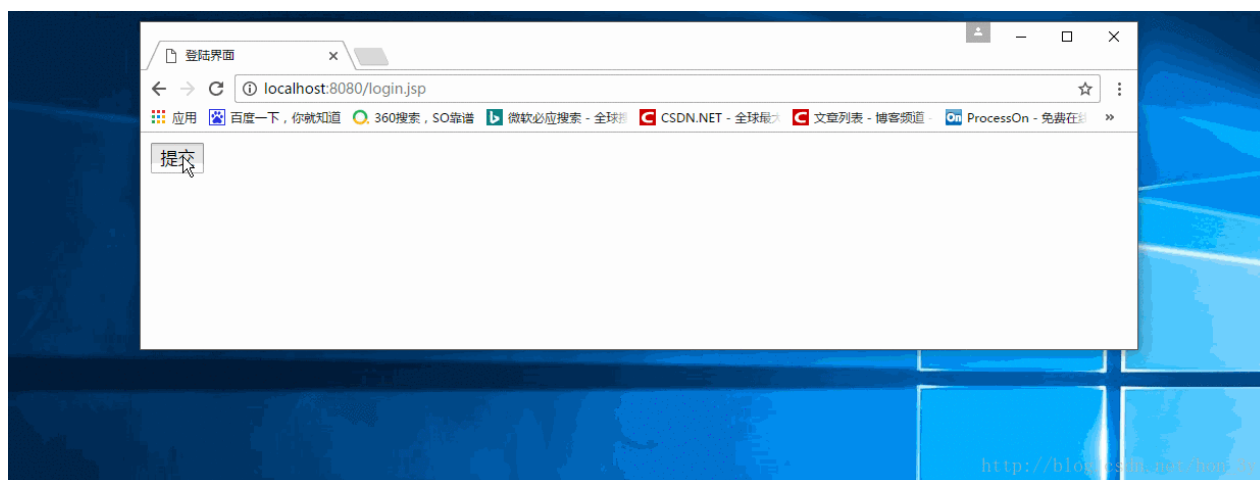 登陆界面
localhost:8080/login.jsp
应用 百度一下，你就知道 360搜索，SO靠谱 微软必应搜索 - 全球 CSDN.NET - 全球最 文章列表 - 博客频道 - ProcessOn - 免费在
提交